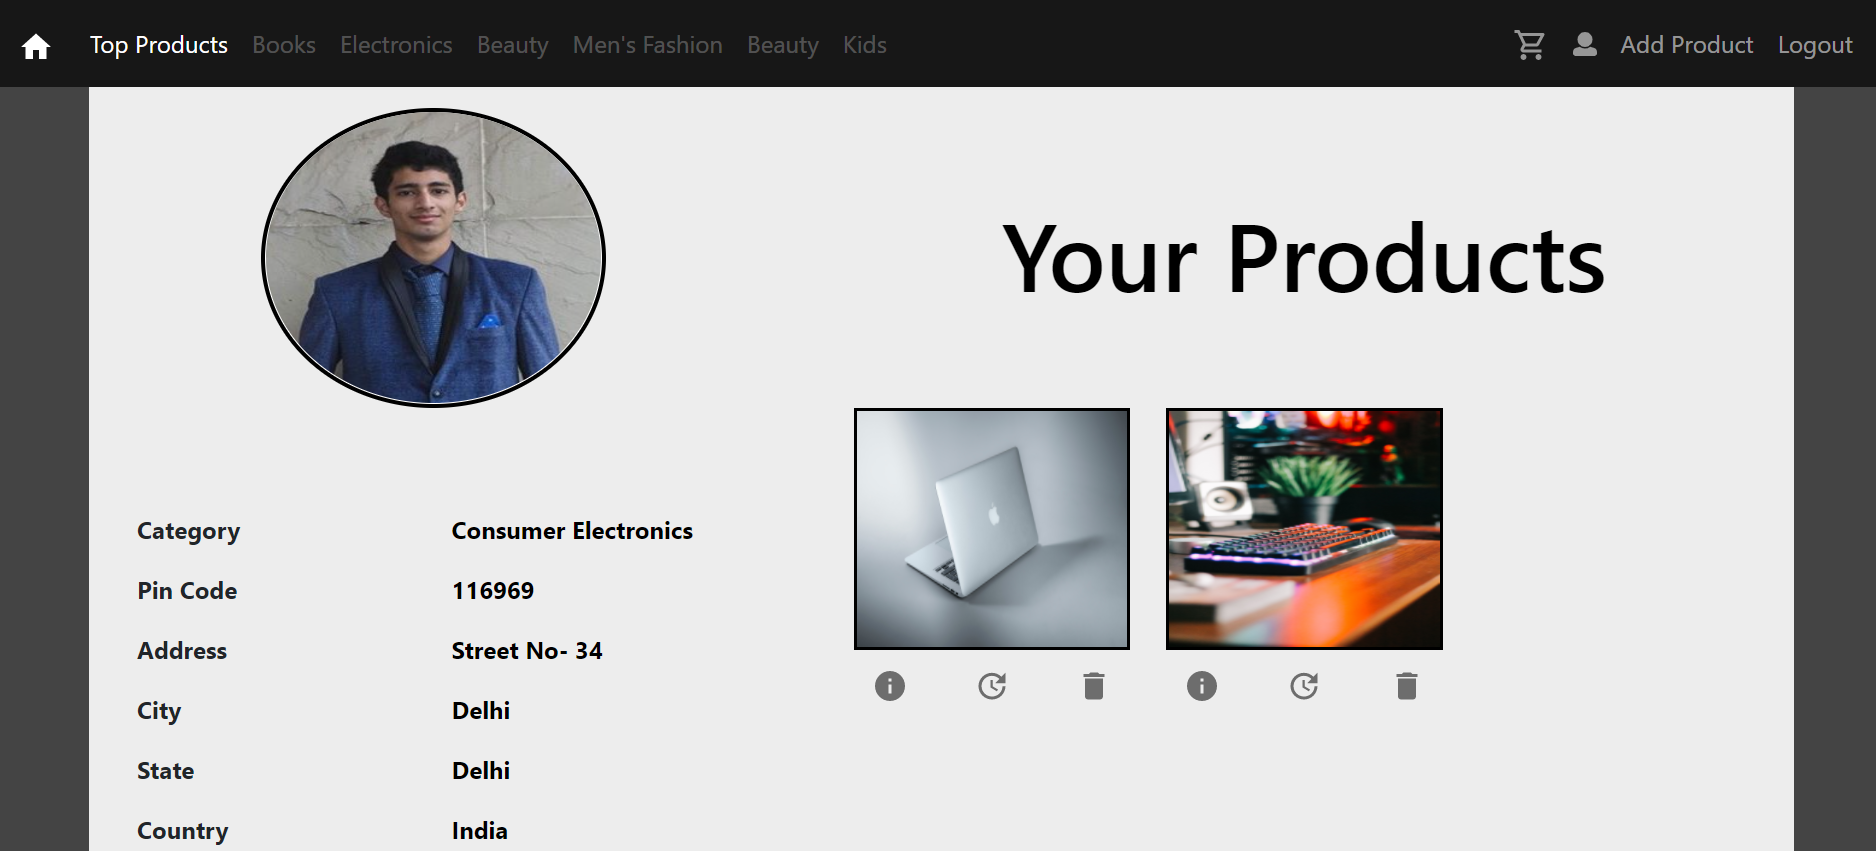 Top Products Books Electronics Beauty Men's Fashion Beauty Kids Add Product Logout
Your Products
Category Consumer Electronics
Pin Code 116969
Address Street No- 34
City Delhi
State Delhi
Country India